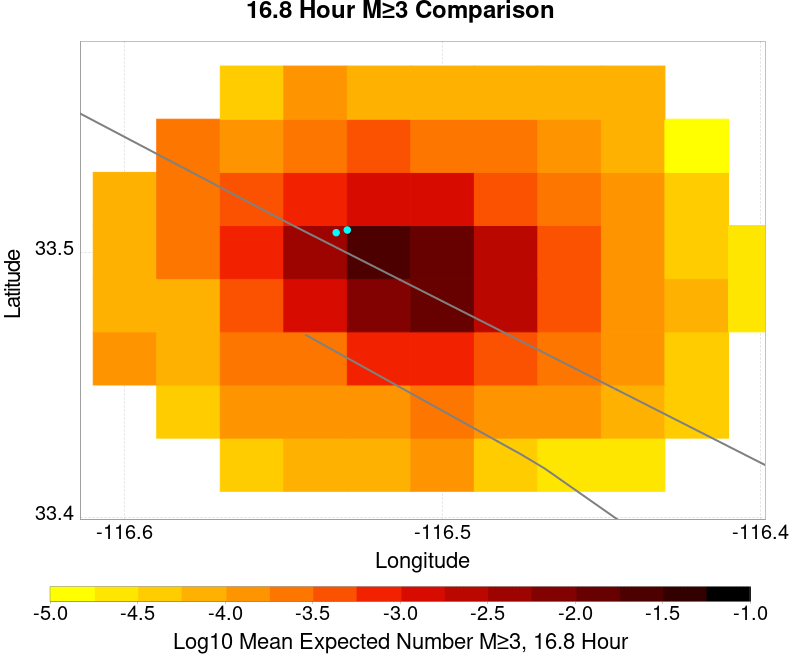 16.8 Hour M≥3 Comparison
Latitude
33.5
33.4
-116.6 -116.5 -116.4
Longitude
-5.0 -4.5 -4.0 -3.5 -3.0 -2.5 -2.0 -1.5 -1.0
Log10 Mean Expected Number M≥3, 16.8 Hour